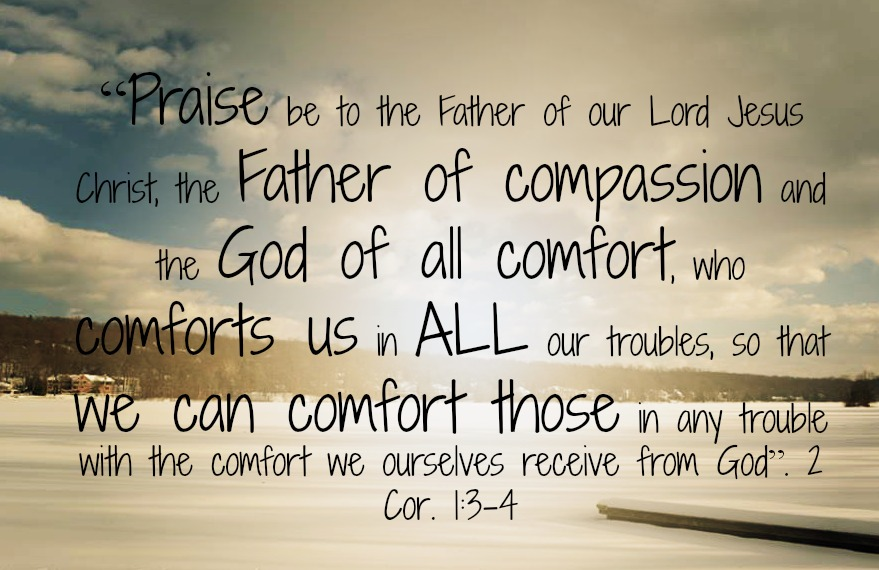 “Praise be to the Father of our Lord Jesus
Christ, the Father of compassion and
the God of all comfort, who
comforts us in ALL our troubles, so that
we can comfort those in any trouble
with the comfort we ourselves receive from God”. 2
Cor. 1:3-4